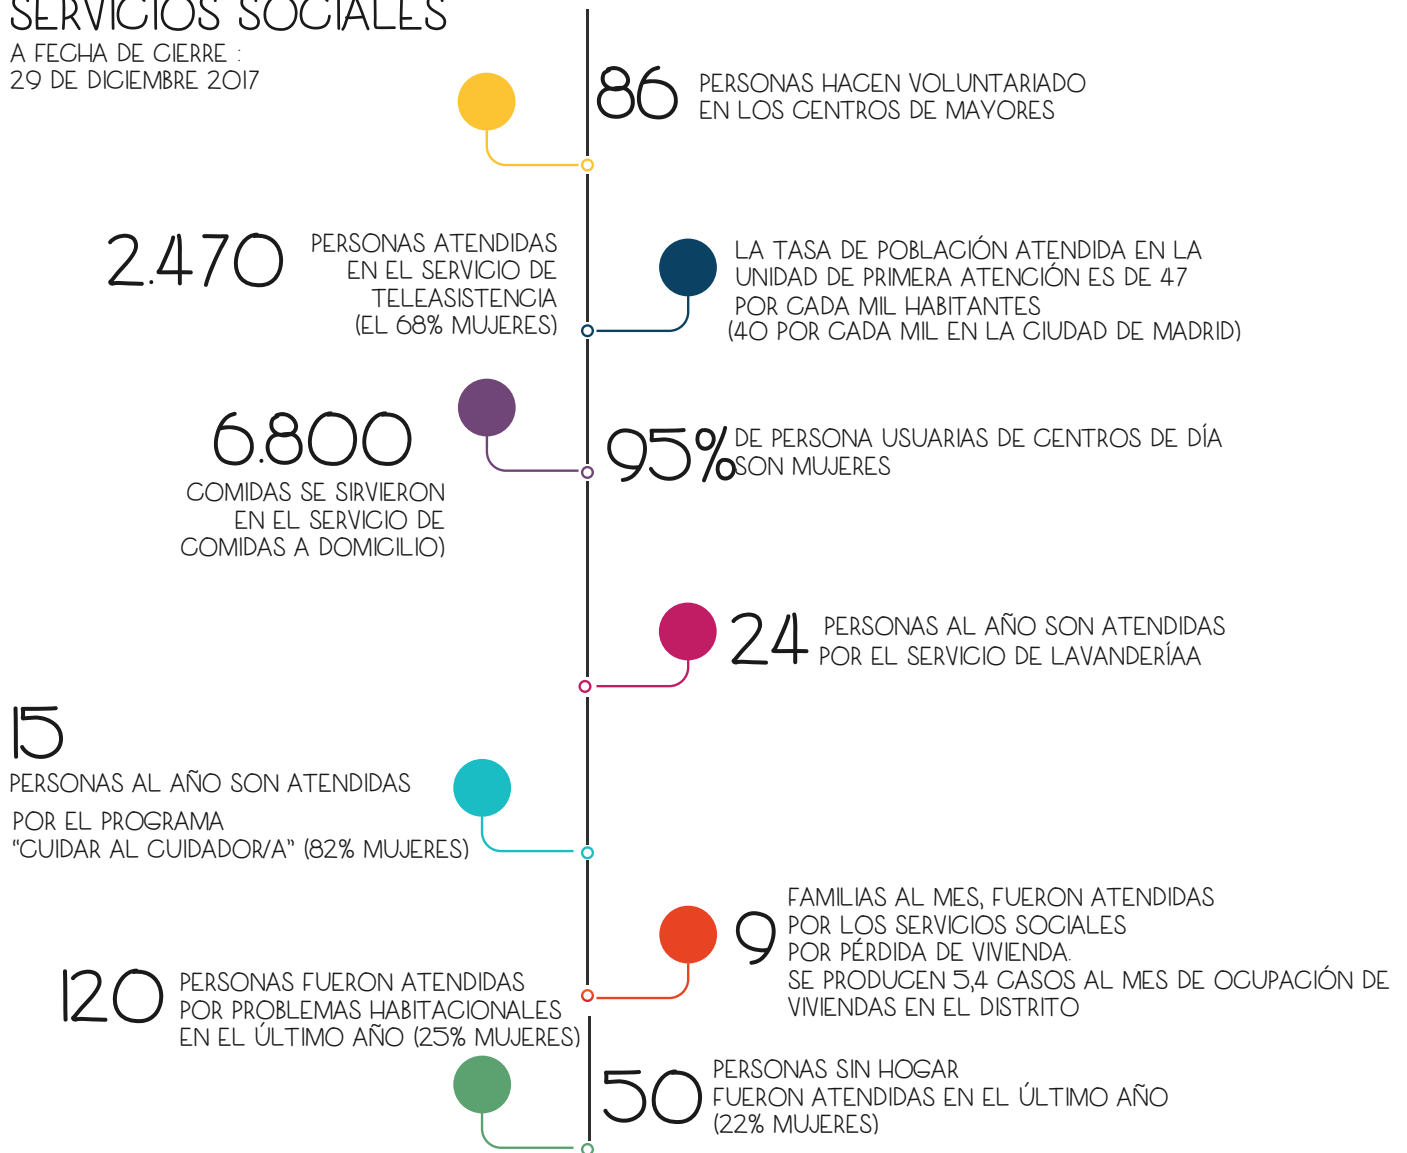 SERVICIOS SOCIALES
A FECHA DE CIERRE :
29 DE DICIEMBRE 2017
86
PERSONAS HACEN VOLUNTARIADO
EN LOS CENTROS DE MAYORES
2.470
PERSONAS ATENDIDAS
EN EL SERVICIO DE
TELEASISTENCIA
(EL 68% MUJERES)
LA TASA DE POBLACIÓN ATENDIDA EN LA
UNIDAD DE PRIMERA ATENCIÓN ES DE 47
POR CADA MIL HABITANTES
(40 POR CADA MIL EN LA CIUDAD DE MADRID)
6.800
COMIDAS SE SIRVIERON
EN EL SERVICIO DE
COMIDAS A DOMICILIO)
95%
DE PERSONA USUARIAS DE CENTROS DE DÍA
SON MUJERES
24
PERSONAS AL AÑO SON ATENDIDAS
POR EL SERVICIO DE LAVANDERÍAA
15
PERSONAS AL AÑO SON ATENDIDAS
POR EL PROGRAMA
"CUIDAR AL CUIDADOR/A" (82% MUJERES)
9
FAMILIAS AL MES, FUERON ATENDIDAS
POR LOS SERVICIOS SOCIALES
POR PÉRDIDA DE VIVIENDA.
SE PRODUCEN 5,4 CASOS AL MES DE OCUPACIÓN DE
VIVIENDAS EN EL DISTRITO
120
PERSONAS FUERON ATENDIDAS
POR PROBLEMAS HABITACIONALES
EN EL ÚLTIMO AÑO (25% MUJERES)
50
PERSONAS SIN HOGAR
FUERON ATENDIDAS EN EL ÚLTIMO AÑO
(22% MUJERES)